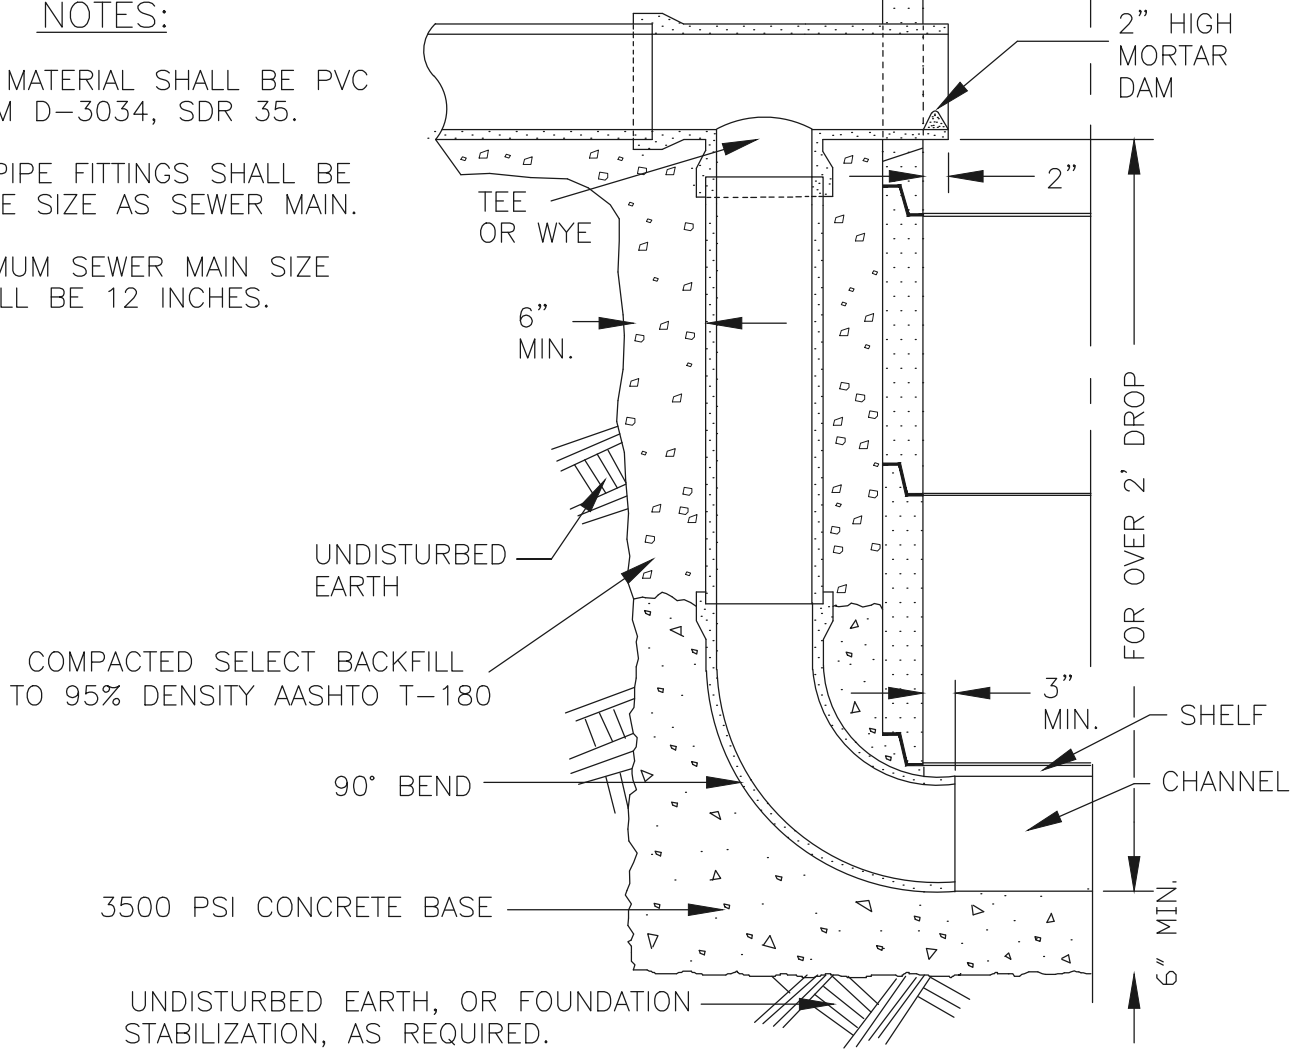 NOTES:
MATERIAL SHALL BE PVC
M D-3034, SDR 35.
PIPE FITTINGS SHALL BE
E SIZE AS SEWER MAIN.
MUM SEWER MAIN SIZE
LL BE 12 INCHES.
2” HIGH
MORTAR
DAM
2”
TEE
OR WYE
6”
MIN.
UNDISTURBED
EARTH
FOR OVER 2’ DROP
COMPACTED SELECT BACKFILL
TO 95% DENSITY AASHTO T-180
3”
MIN.
SHELF
CHANNEL
90° BEND
3500 PSI CONCRETE BASE
6” MIN.
UNDISTURBED EARTH, OR FOUNDATION
STABILIZATION, AS REQUIRED.